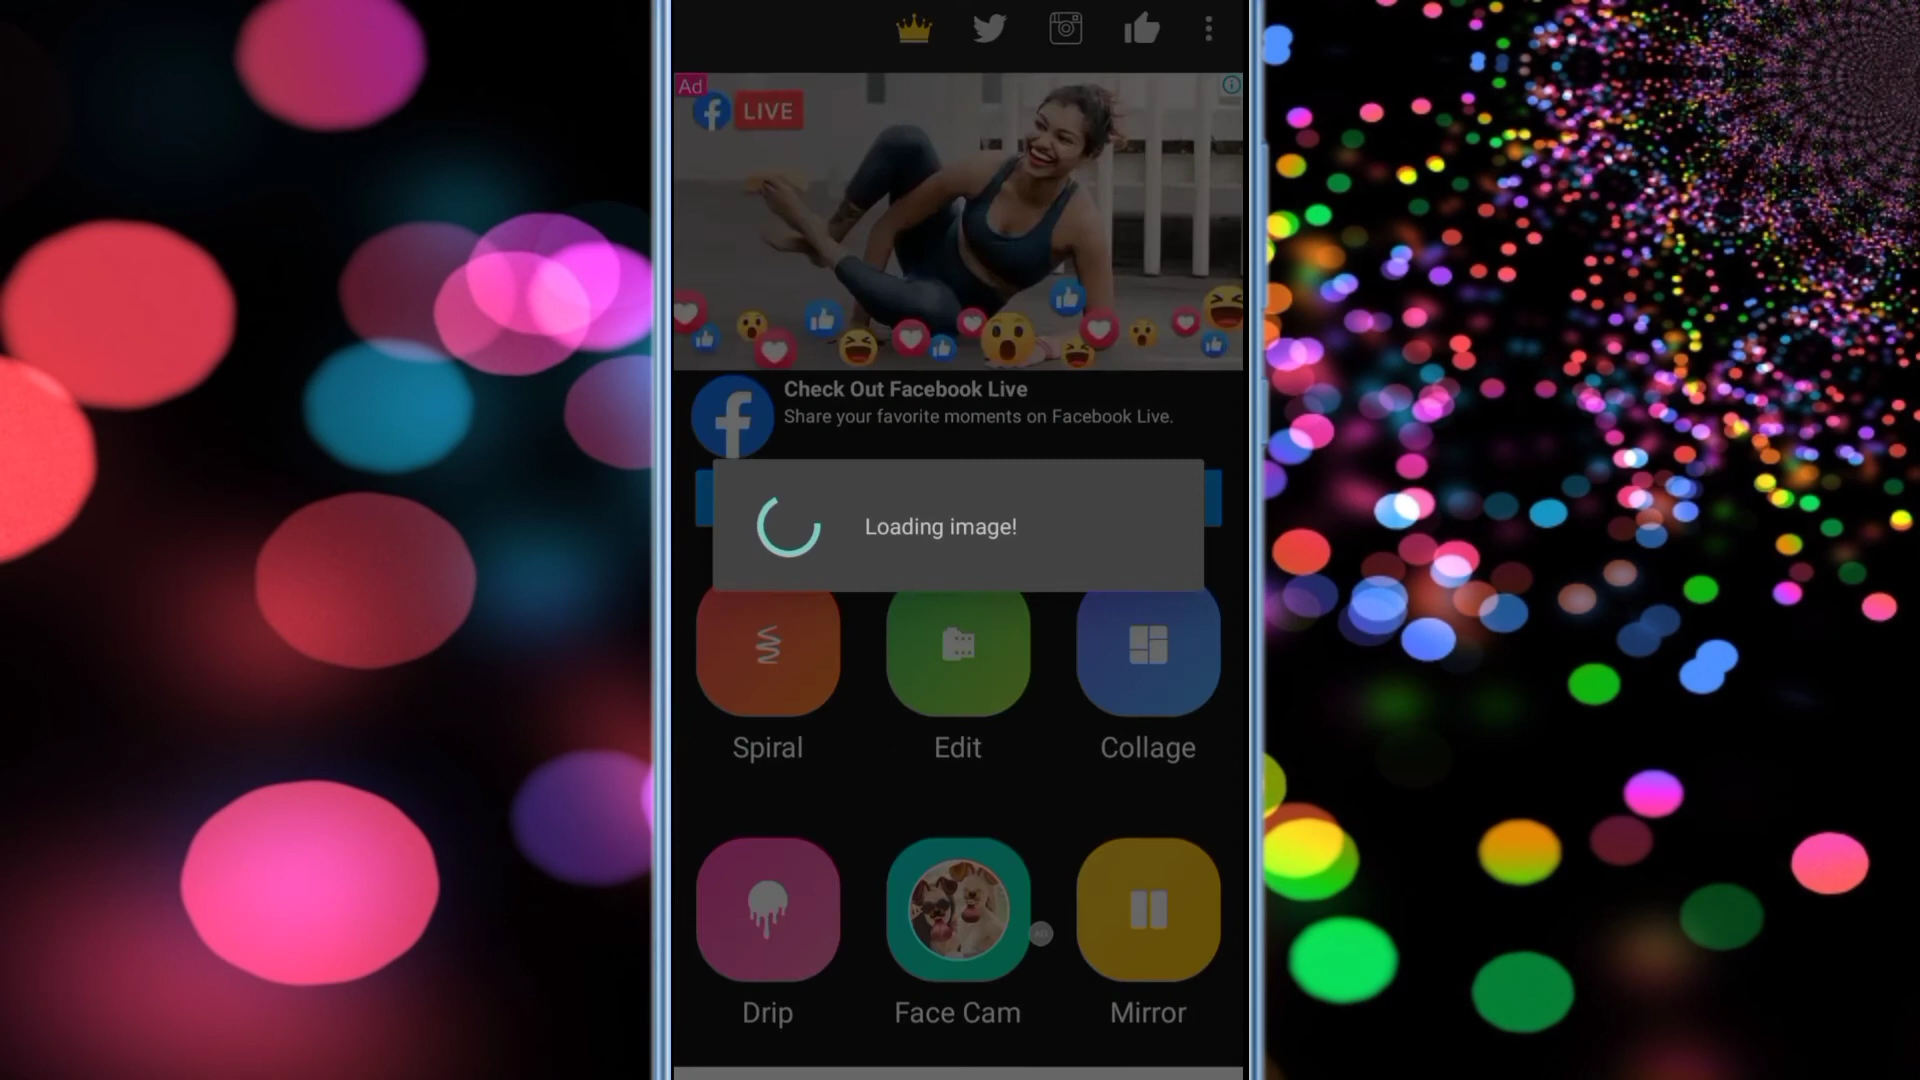 Ad
LIVE
Check Out Facebook Live
Share your favorite moments on Facebook Live.
Loading image!
Spiral
Edit
Collage
AD
Drip
Face Cam
Mirror